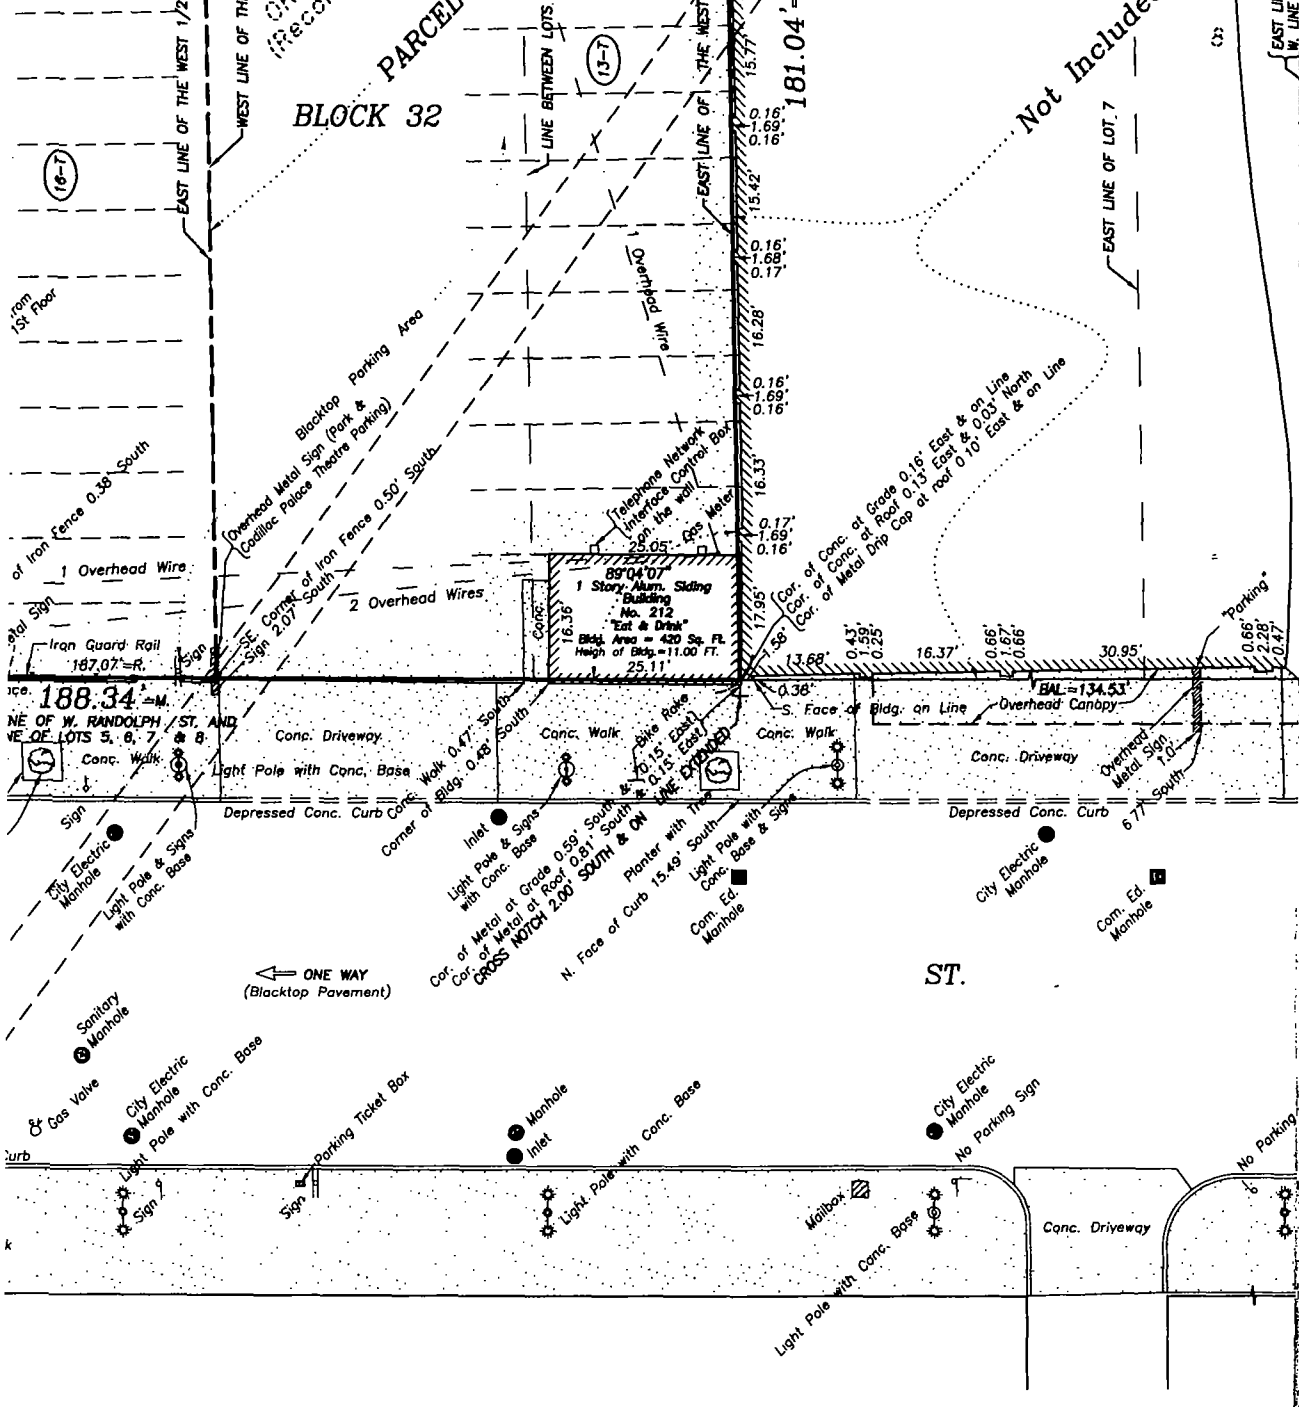 OR
(Recor
PARCEL
BLOCK 32
EAST LINE OF THE WEST 1/2
WEST LINE OF TH
LINE BETWEEN LOTS
13-T
16-T
EAST LINE OF THE WEST
15.77'
181.04'=
0.16'
1.69'
0.16'
15.42'
0.16'
1.68'
0.17'
16.28'
0.16'
1.69'
0.16'
16.33'
0.17'
1.69'
0.16'
17.95'
Not Included
EAST LINE OF LOT 7
EAST LI
W. LINE
rom
1St Floor
Overhead Wire
Blacktop Parking Area
Overhead Metal Sign (Park &
Cadillac Palace Theatre Parking)
of Iron Fence 0.38' South
SE. Corner of Iron Fence 0.50' South
Sign 2.07' South
1 Overhead Wire
2 Overhead Wires
etal Sign
Iron Guard Rail
187.07'=R.
Sign
188.34'=M.
NE OF W. RANDOLPH ST. AND
NE OF LOTS 5, 6, 7, & 8
Telephone Network
Interface Control Box
on the wall
Gas Meter
25.05'
89°04'07"
1 Story Alum. Siding
Building
No. 212
"Eat & Drink"
Bldg. Area = 420 Sq. Ft.
Heigh of Bldg.=11.00 FT.
25.11'
16.36'
Conc.
Cor. of Conc. at Grade 0.16' East & on Line
Cor. of Conc. at Roof 0.13' East & 0.03' North
Cor. of Metal Drip Cap at roof 0.10' East & on Line
1.58'
13.68'
0.43'
1.59'
0.25'
16.37'
0.66'
1.67'
0.66'
30.95'
"Parking"
0.66'
2.28'
0.47'
0.36'
S. Face of Bldg. on Line
BAL=134.53'
Overhead Canopy
Conc. Walk
Conc. Driveway
Conc. Walk
Conc. Walk
Conc. Driveway
Light Pole with Conc. Base
Bike Rake
Overhead
Metal Sign
1.0'
6.77' South
Depressed Conc. Curb
Depressed Conc. Curb
Conc. Walk 0.47' South
Corner of Bldg. 0.48' South
Sign
City Electric
Manhole
Light Pole & Signs
with Conc. Base
Inlet
Light Pole & Signs
with Conc. Base
Cor. of Metal at Grade 0.59' South & 0.15' East
Cor. of Metal at Roof 0.81' South & 0.15' East
CROSS NOTCH 2.00' SOUTH & ON LINE EXTENDED
Planter with Tree
N. Face of Curb 15.49' South
Light Pole with
Conc. Base & Signs
Com. Ed.
Manhole
City Electric
Manhole
Com. Ed.
Manhole
ONE WAY
(Blacktop Pavement)
ST.
Sanitary
Manhole
Gas Valve
City Electric
Manhole
Light Pole with Conc. Base
Parking Ticket Box
Manhole
Inlet
Light Pole with Conc. Base
City Electric
Manhole
No Parking Sign
No Parking
Curb
Sign
Sign
Mailbox
Light Pole with Conc. Base
Conc. Driveway
k